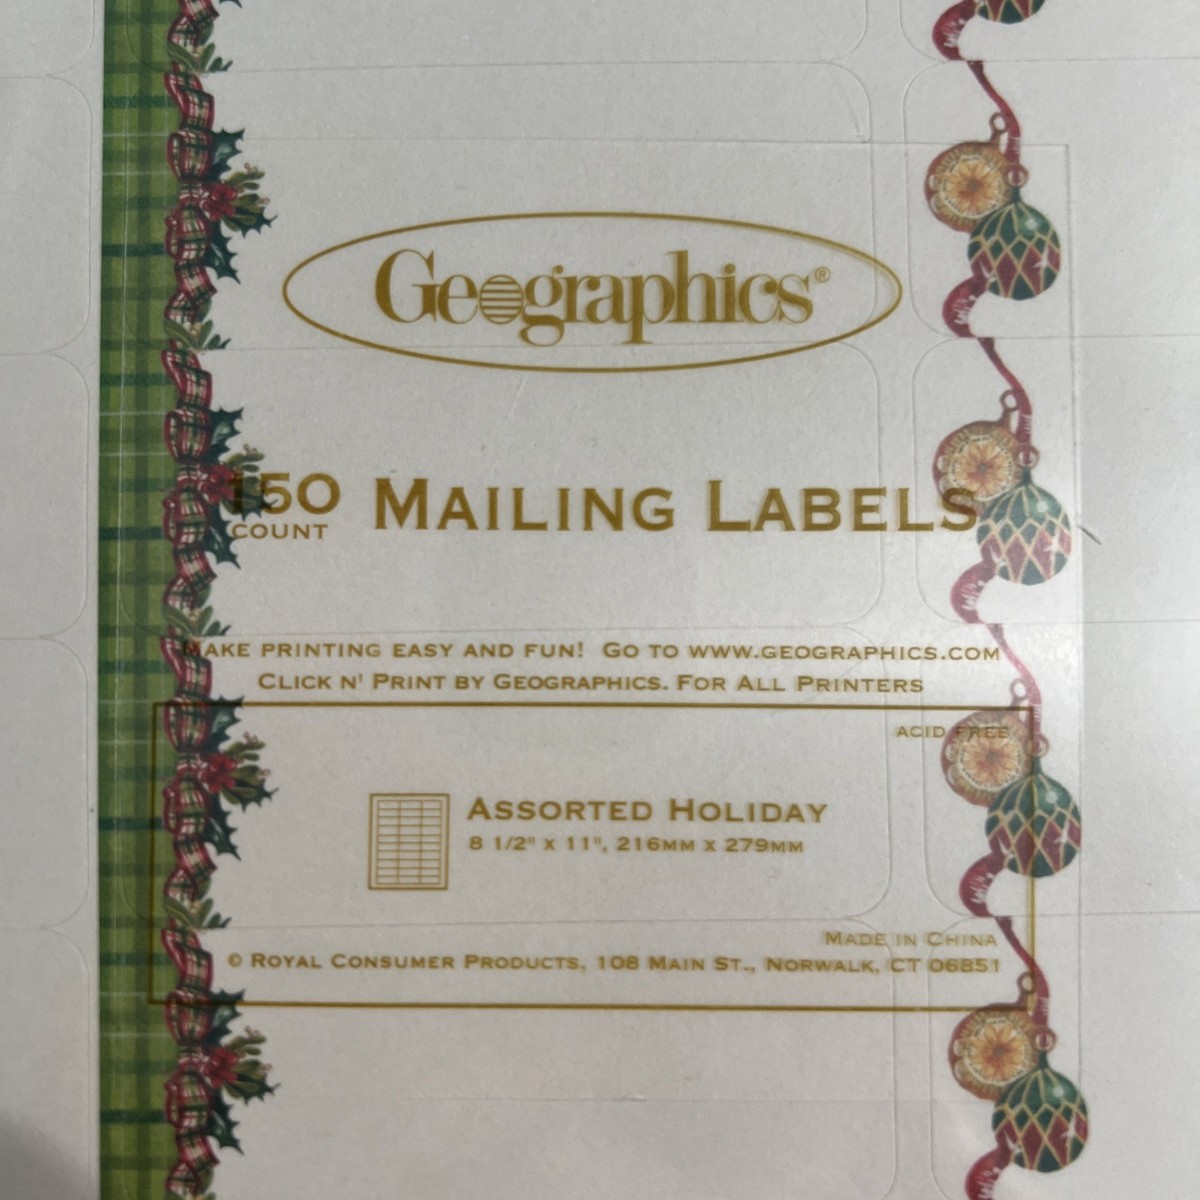 Geographics®
150 MAILING LABELS
COUNT
MAKE PRINTING EASY AND FUN! GO TO WWW.GEOGRAPHICS.COM
CLICK N' PRINT BY GEOGRAPHICS. FOR ALL PRINTERS
ACID FREE
ASSORTED HOLIDAY
8 1/2" X 11", 216MM X 279MM
MADE IN CHINA
© ROYAL CONSUMER PRODUCTS, 108 MAIN ST., NORWALK, CT 06851